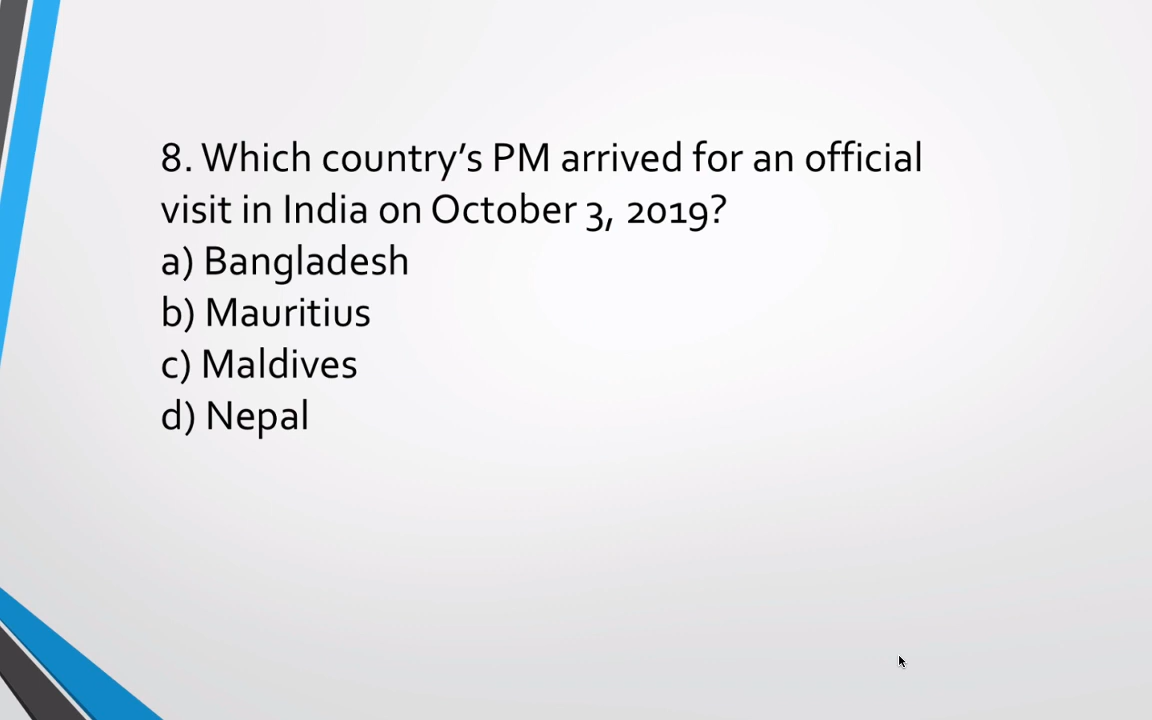 8. Which country’s PM arrived for an official
visit in India on October 3, 2019?
a) Bangladesh
b) Mauritius
c) Maldives
d) Nepal